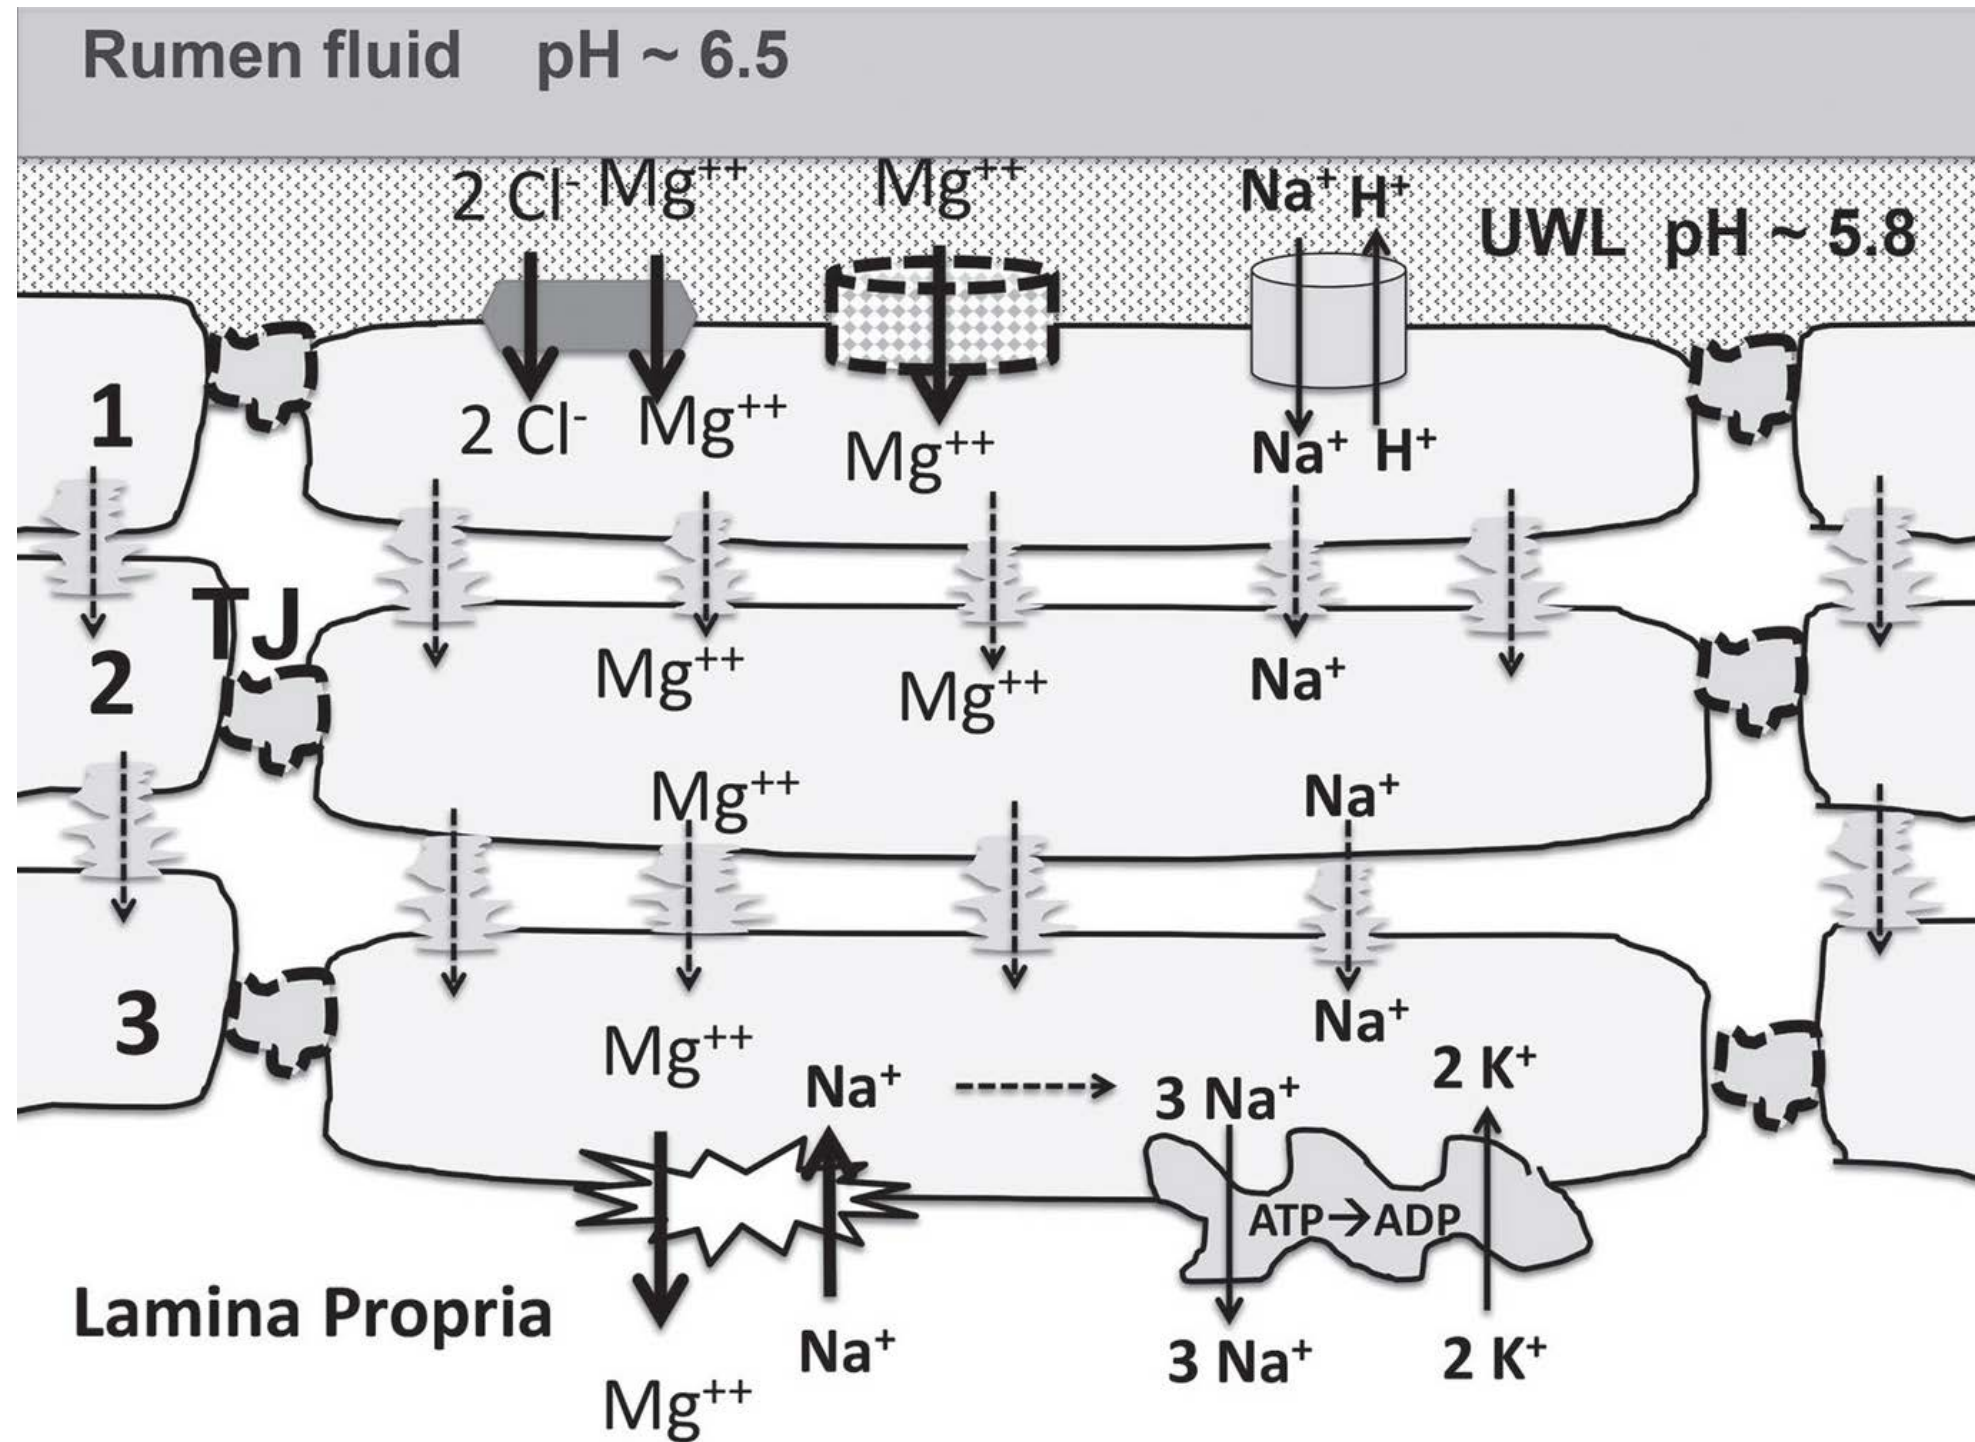 Rumen fluid pH ~ 6.5
2 Cl⁻ Mg⁺⁺ Mg⁺⁺ Na⁺ H⁺
UWL pH ~ 5.8
1
2 Cl⁻ Mg⁺⁺ Mg⁺⁺ Na⁺ H⁺
TJ
2
Mg⁺⁺ Mg⁺⁺ Na⁺
Mg⁺⁺ Na⁺
3
Mg⁺⁺ Na⁺
Na⁺ 3 Na⁺ 2 K⁺
ATP→ADP
Lamina Propria
Mg⁺⁺ Na⁺ 3 Na⁺ 2 K⁺